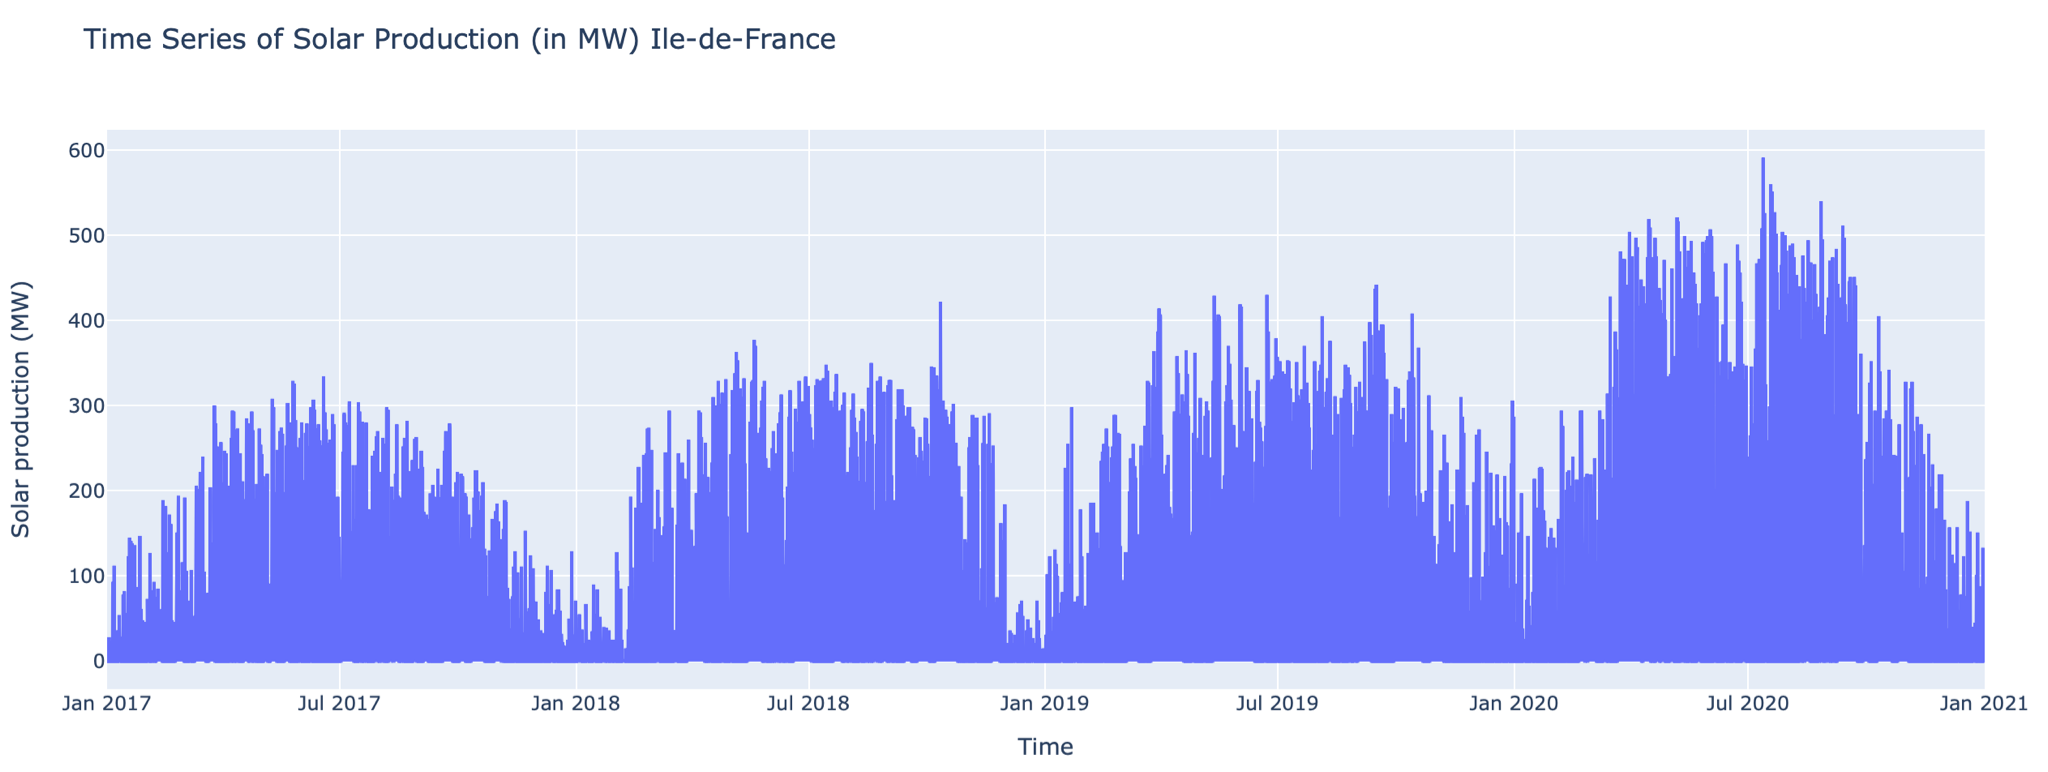 Time Series of Solar Production (in MW) Ile-de-France
Solar production (MW)
600
500
400
300
200
100
0
Jan 2017 Jul 2017 Jan 2018 Jul 2018 Jan 2019 Jul 2019 Jan 2020 Jul 2020 Jan 2021
Time